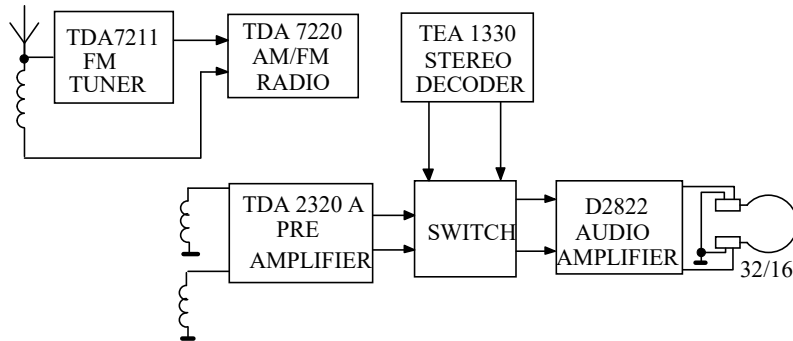 TDA7211
FM
TUNER
TDA 7220
AM/FM
RADIO
TEA 1330
STEREO
DECODER
TDA 2320 A
PRE
AMPLIFIER
SWITCH
D2822
AUDIO
AMPLIFIER
32/16